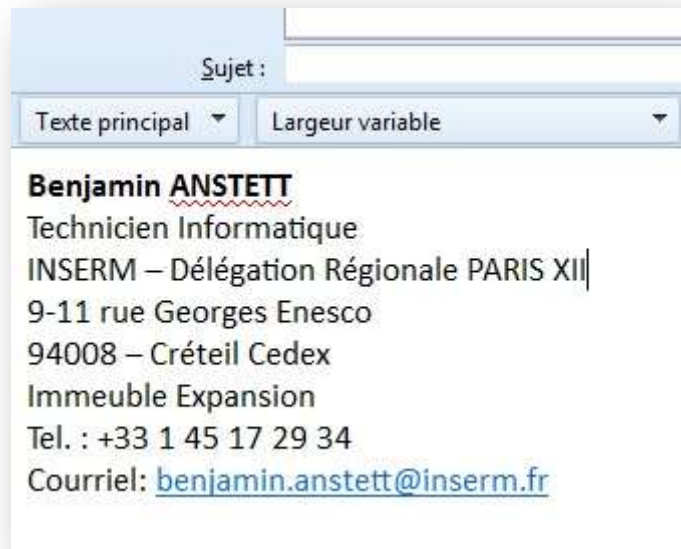 Sujet :
Texte principal Largeur variable
Benjamin ANSTETT
Technicien Informatique
INSERM – Délégation Régionale PARIS XII
9-11 rue Georges Enesco
94008 – Créteil Cedex
Immeuble Expansion
Tel. : +33 1 45 17 29 34
Courriel: benjamin.anstett@inserm.fr